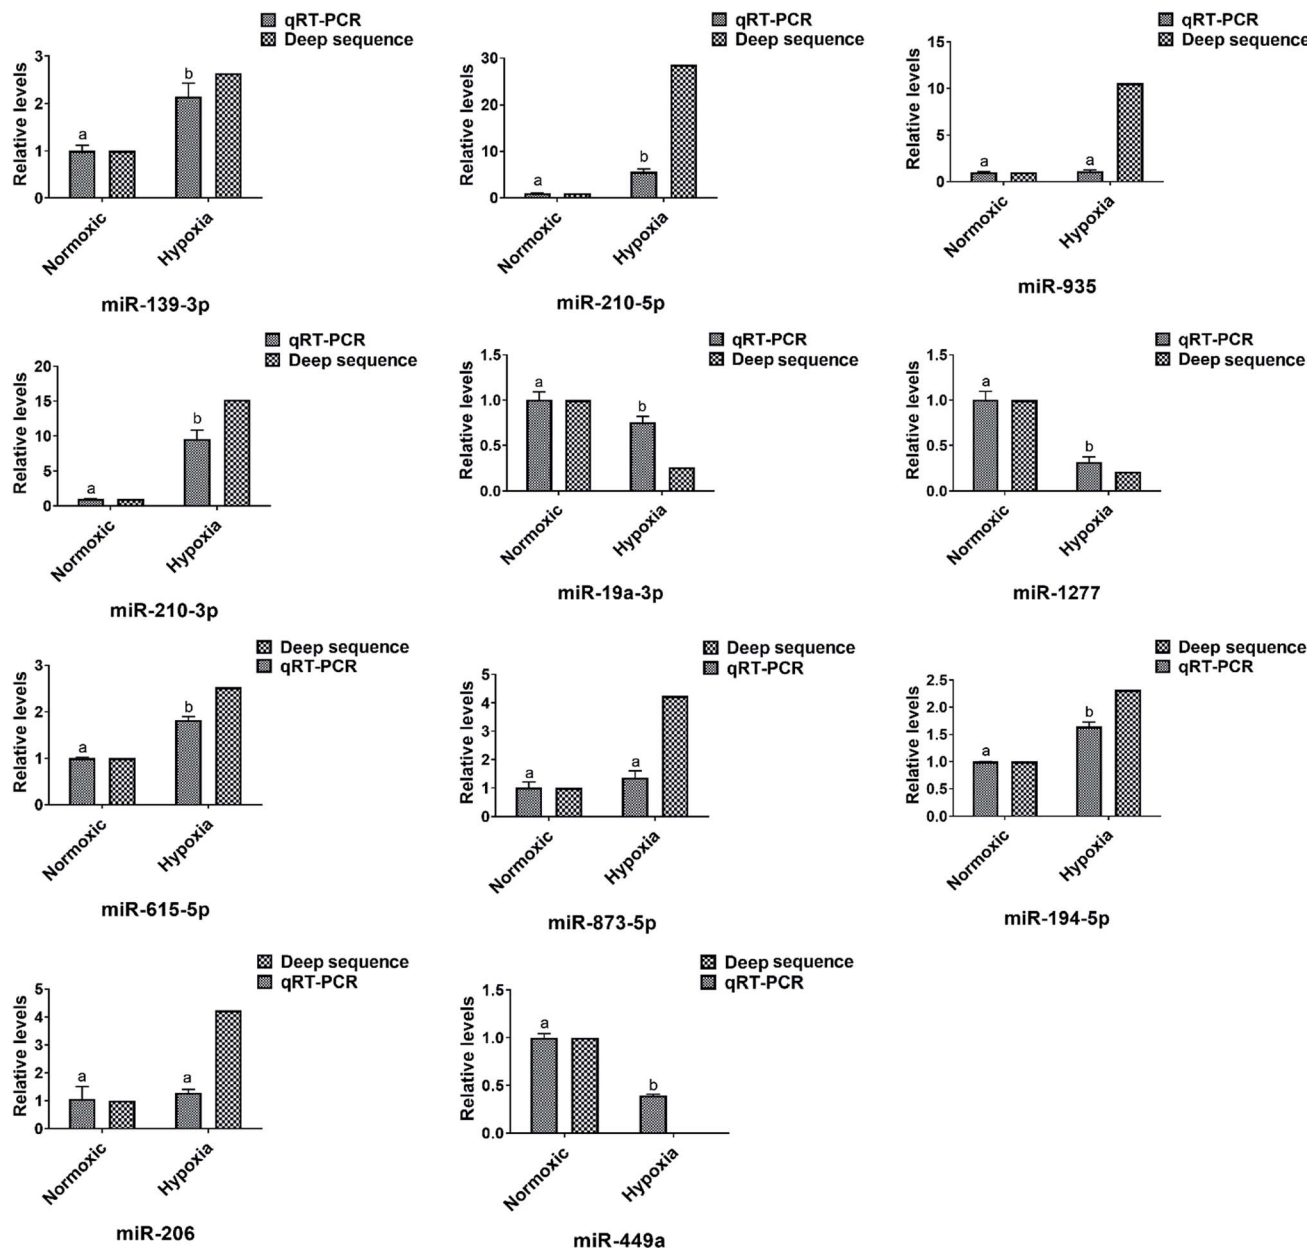 qRT-PCR
Deep sequence
Relative levels
3
2
1
0
a
b
Normoxic
Hypoxia
miR-139-3p
qRT-PCR
Deep sequence
Relative levels
30
20
10
0
a
b
Normoxic
Hypoxia
miR-210-5p
qRT-PCR
Deep sequence
Relative levels
15
10
5
0
a
a
Normoxic
Hypoxia
miR-935
qRT-PCR
Deep sequence
Relative levels
20
15
10
5
0
a
b
Normoxic
Hypoxia
miR-210-3p
qRT-PCR
Deep sequence
Relative levels
1.5
1.0
0.5
0.0
a
b
Normoxic
Hypoxia
miR-19a-3p
qRT-PCR
Deep sequence
Relative levels
1.5
1.0
0.5
0.0
a
b
Normoxic
Hypoxia
miR-1277
Deep sequence
qRT-PCR
Relative levels
3
2
1
0
a
b
Normoxic
Hypoxia
miR-615-5p
Deep sequence
qRT-PCR
Relative levels
5
4
3
2
1
0
a
a
Normoxic
Hypoxia
miR-873-5p
Deep sequence
qRT-PCR
Relative levels
2.5
2.0
1.5
1.0
0.5
0.0
a
b
Normoxic
Hypoxia
miR-194-5p
Deep sequence
qRT-PCR
Relative levels
5
4
3
2
1
0
a
a
Normoxic
Hypoxia
miR-206
Deep sequence
qRT-PCR
Relative levels
1.5
1.0
0.5
0.0
a
b
Normoxic
Hypoxia
miR-449a